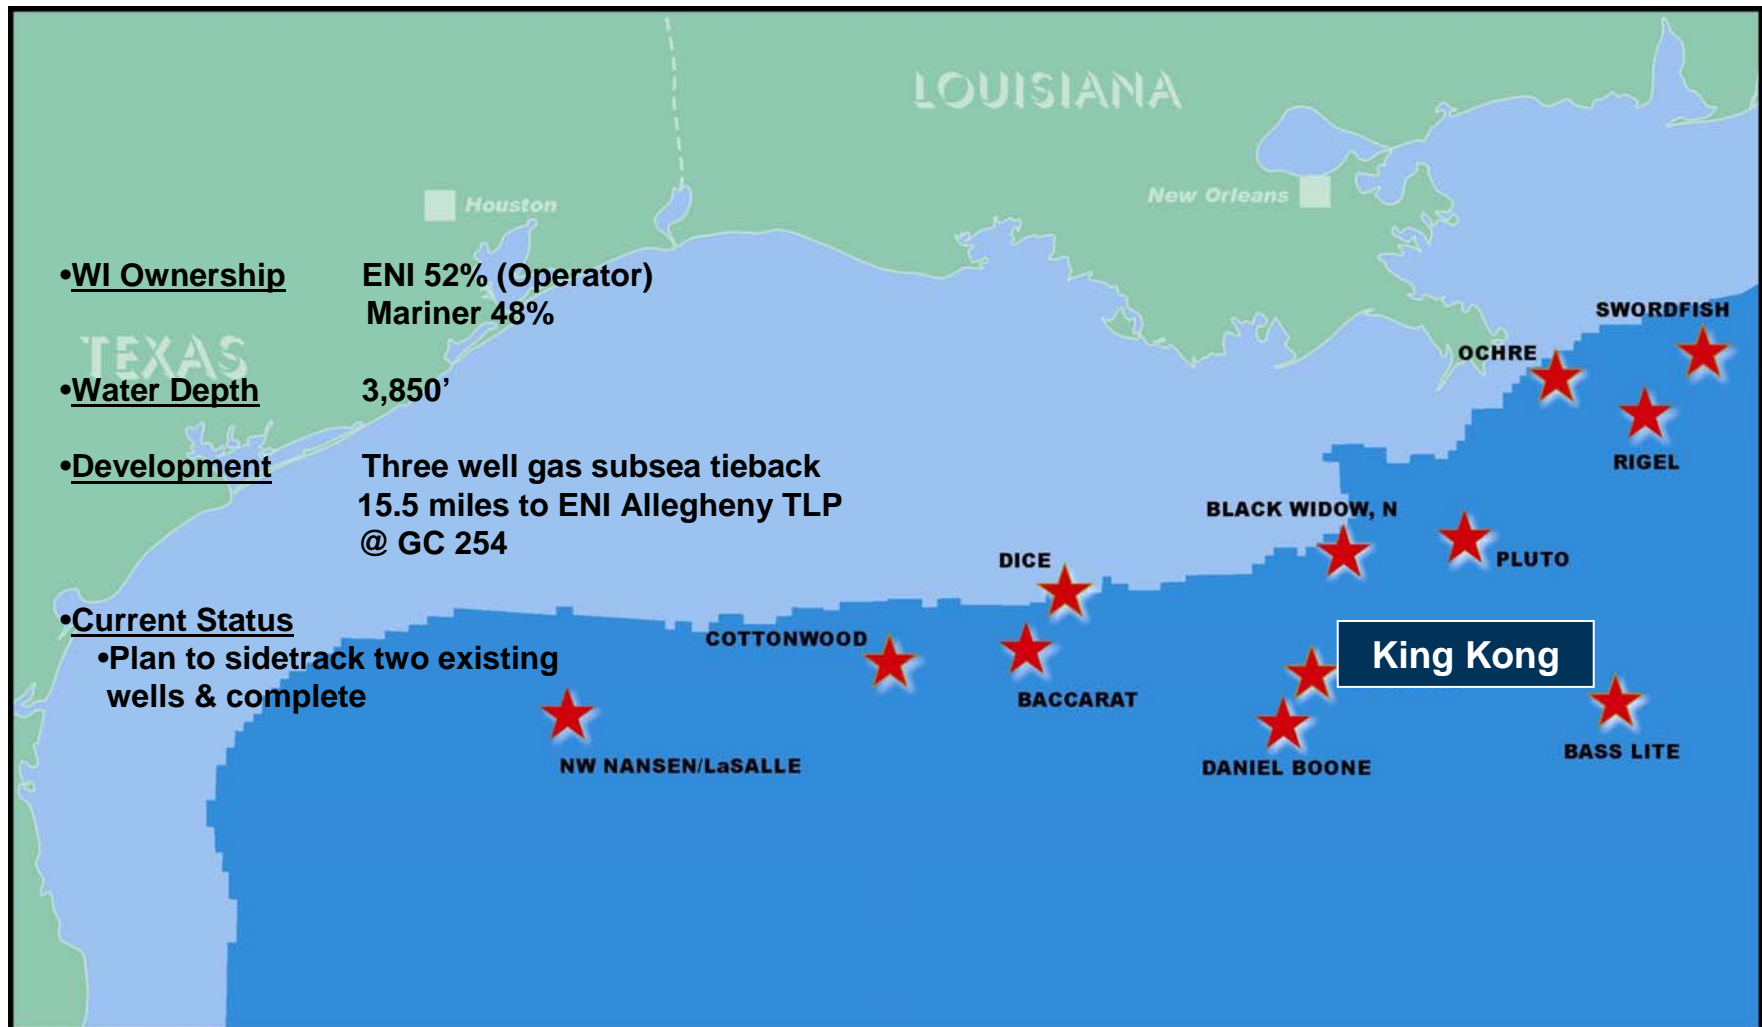 LOUISIANA
Houston
New Orleans
TEXAS
•WI Ownership ENI 52% (Operator)
Mariner 48%
•Water Depth 3,850’
•Development Three well gas subsea tieback
15.5 miles to ENI Allegheny TLP
@ GC 254
•Current Status
•Plan to sidetrack two existing
wells & complete
SWORDFISH
OCHRE
RIGEL
BLACK WIDOW, N
PLUTO
DICE
COTTONWOOD
BACCARAT
King Kong
NW NANSEN/LaSALLE
DANIEL BOONE
BASS LITE